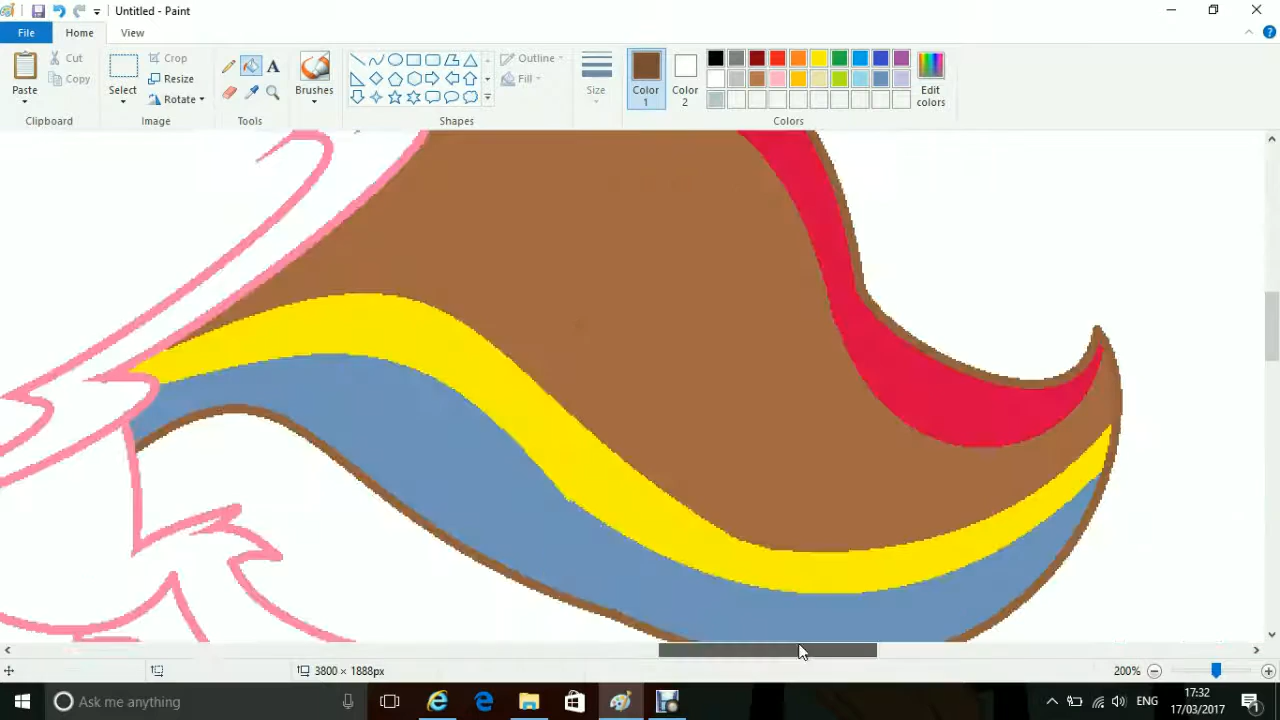 Untitled - Paint
File
Home
View
Paste
Cut
Copy
Select
Crop
Resize
Rotate
A
Brushes
Outline
Fill
Size
Color 1
Color 2
Edit colors
Clipboard
Image
Tools
Shapes
Colors
3800 × 1888px
200%
Ask me anything
ENG
17:32
17/03/2017